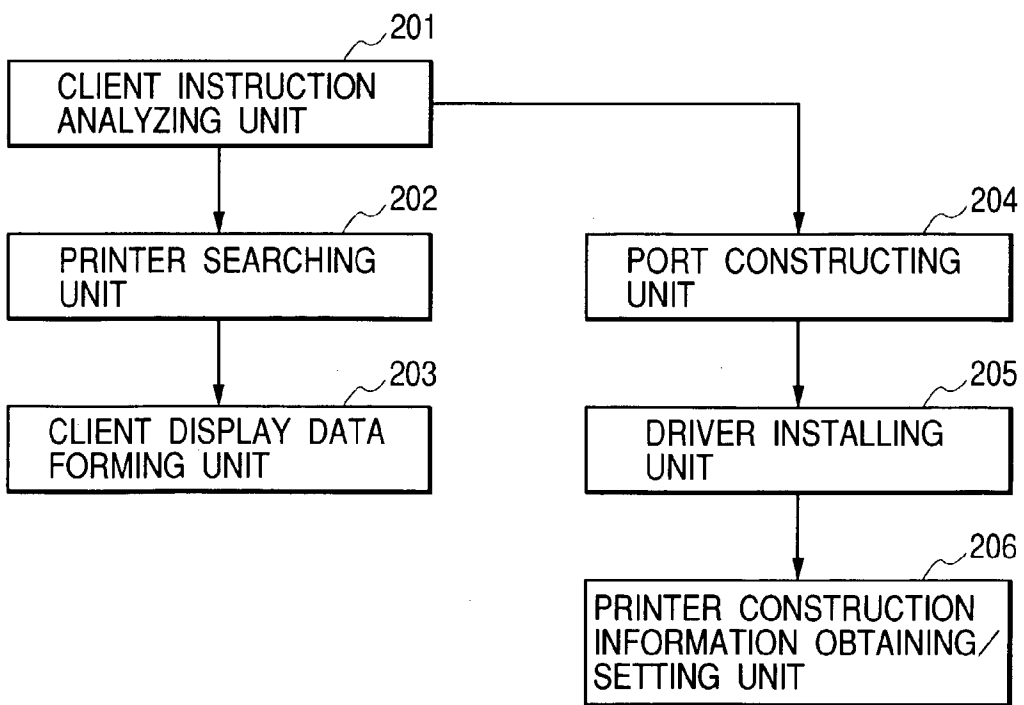 201
CLIENT INSTRUCTION
ANALYZING UNIT
202
PRINTER SEARCHING
UNIT
203
CLIENT DISPLAY DATA
FORMING UNIT
204
PORT CONSTRUCTING
UNIT
205
DRIVER INSTALLING
UNIT
206
PRINTER CONSTRUCTION
INFORMATION OBTAINING/
SETTING UNIT